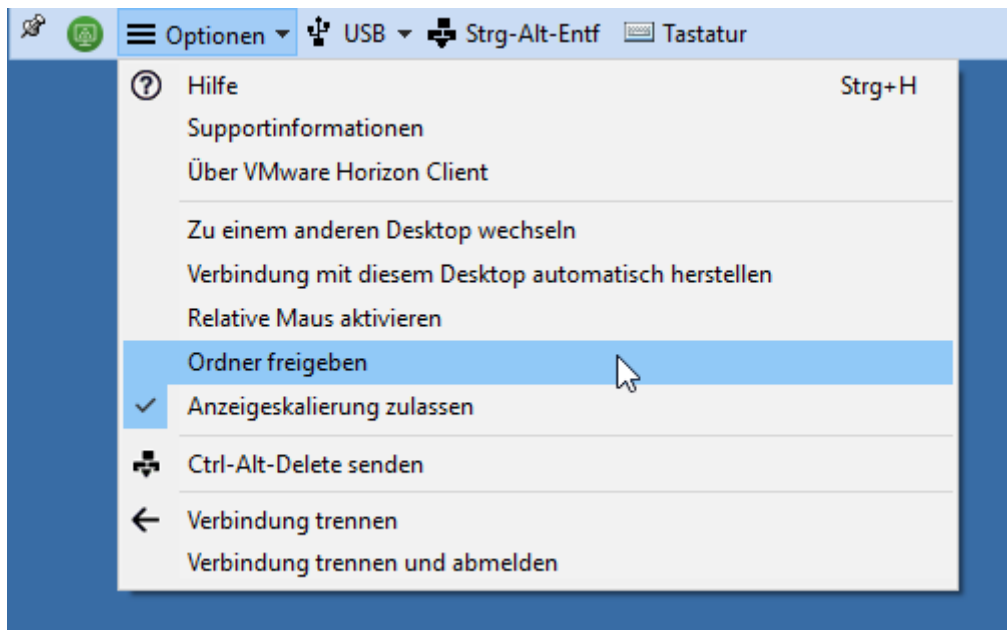 Optionen USB Strg-Alt-Entf Tastatur
Hilfe Strg+H
Supportinformationen
Über VMware Horizon Client
Zu einem anderen Desktop wechseln
Verbindung mit diesem Desktop automatisch herstellen
Relative Maus aktivieren
Ordner freigeben
Anzeigeskalierung zulassen
Ctrl-Alt-Delete senden
Verbindung trennen
Verbindung trennen und abmelden